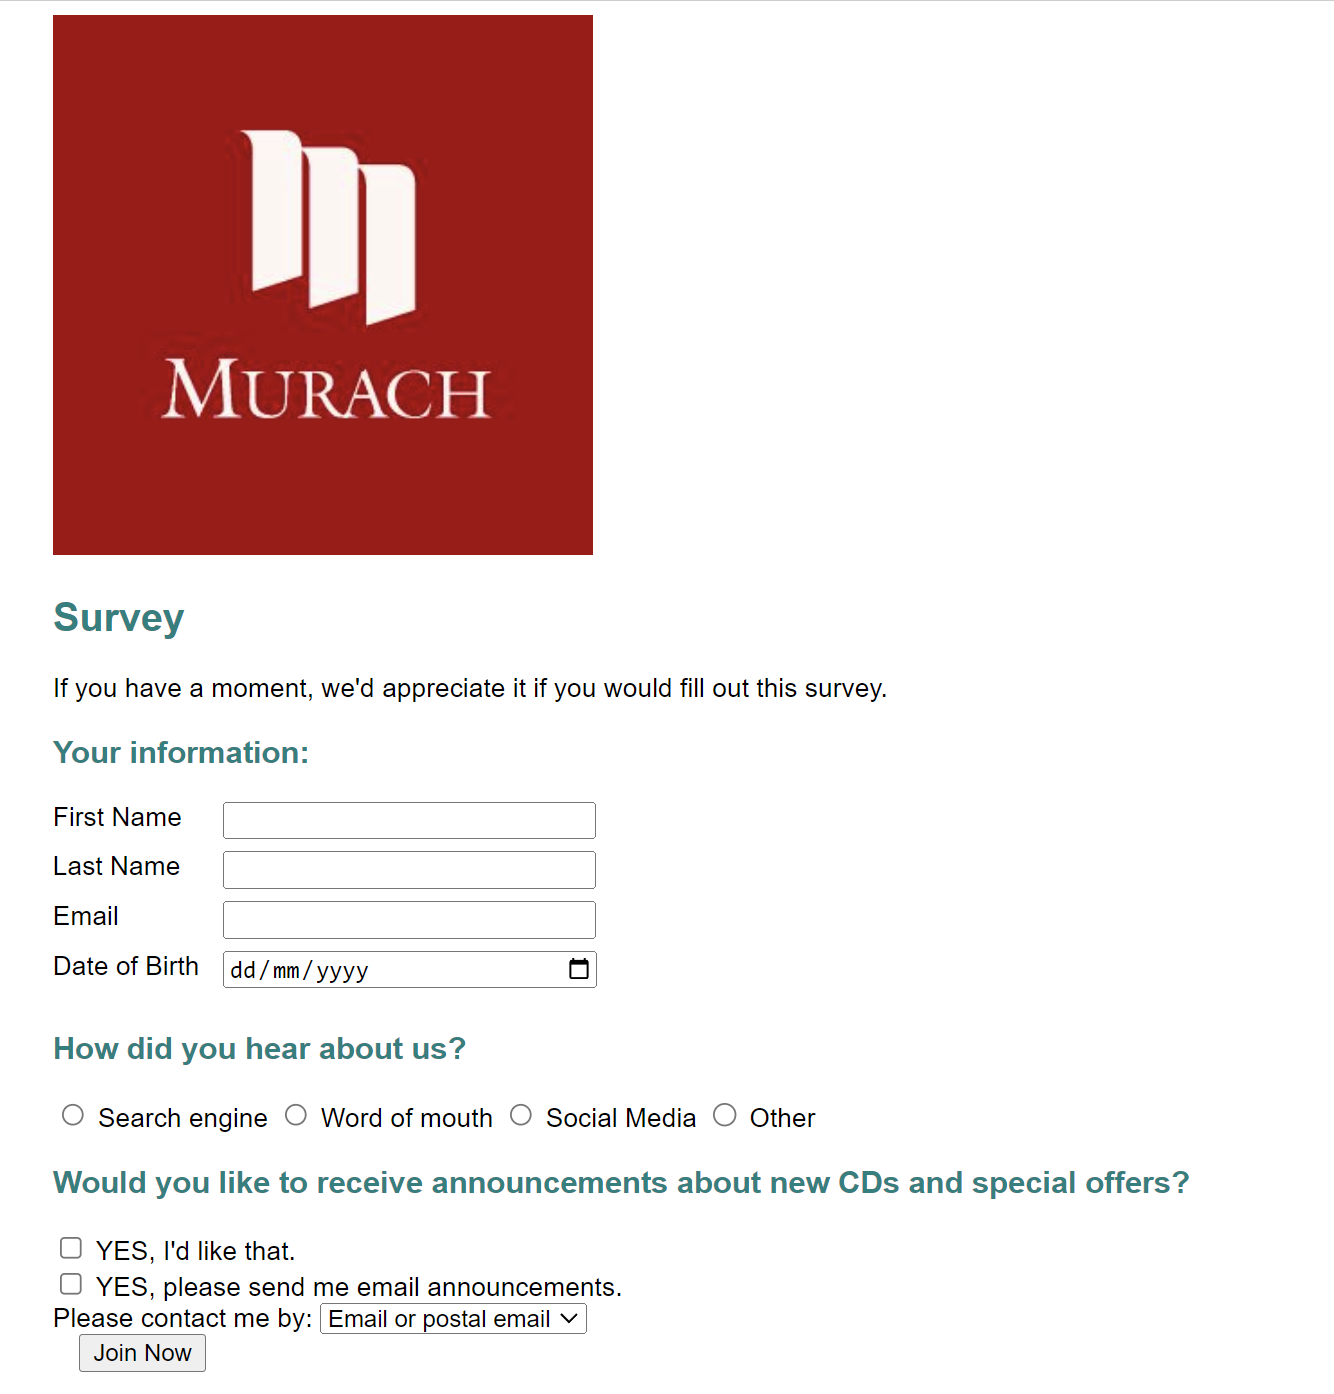 MURACH
Survey
If you have a moment, we'd appreciate it if you would fill out this survey.
Your information:
First Name
Last Name
Email
Date of Birth dd/mm/yyyy
How did you hear about us?
Search engine Word of mouth Social Media Other
Would you like to receive announcements about new CDs and special offers?
YES, I'd like that.
YES, please send me email announcements.
Please contact me by: Email or postal email
Join Now